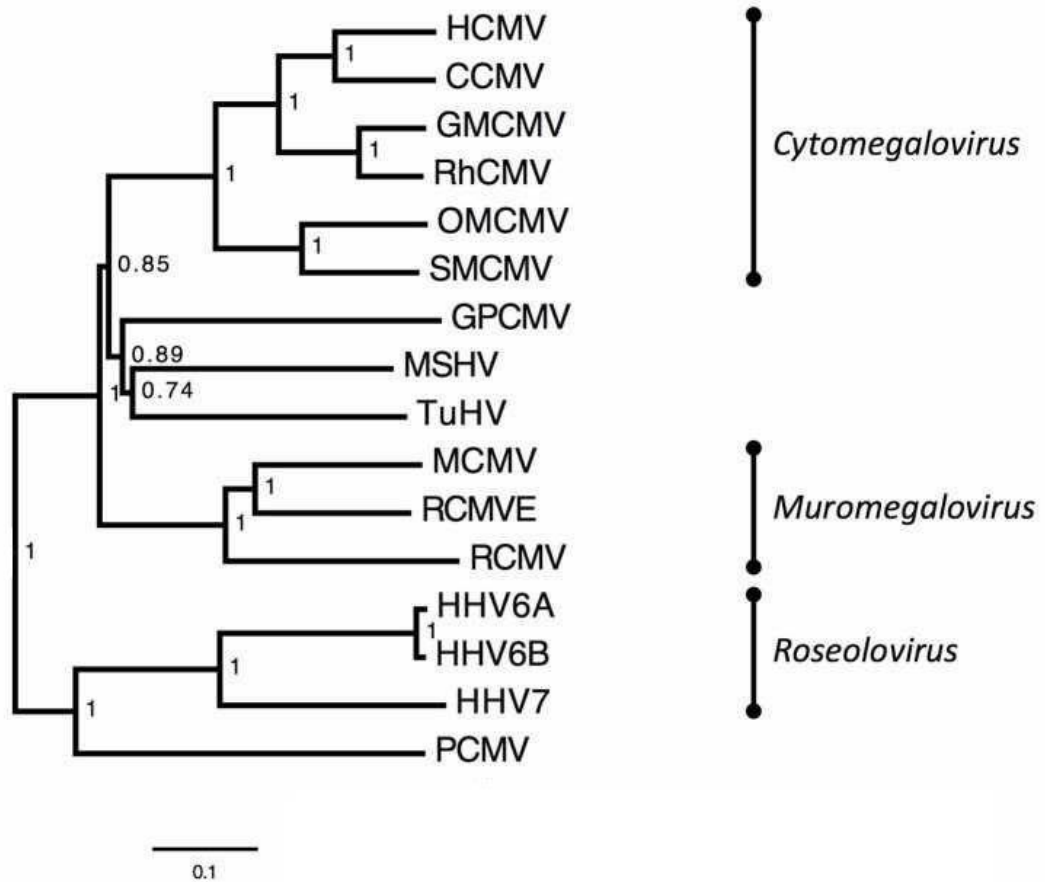 HCMV
1
CCMV
1
GMCMV
Cytomegalovirus
1
RhCMV
1
OMCMV
1
SMCMV
0.85
GPCMV
0.89
MSHV
1
0.74
TuHV
MCMV
1
RCMVE
Muromegalovirus
1
RCMV
1
HHV6A
1
HHV6B
Roseolovirus
1
HHV7
1
PCMV
0.1